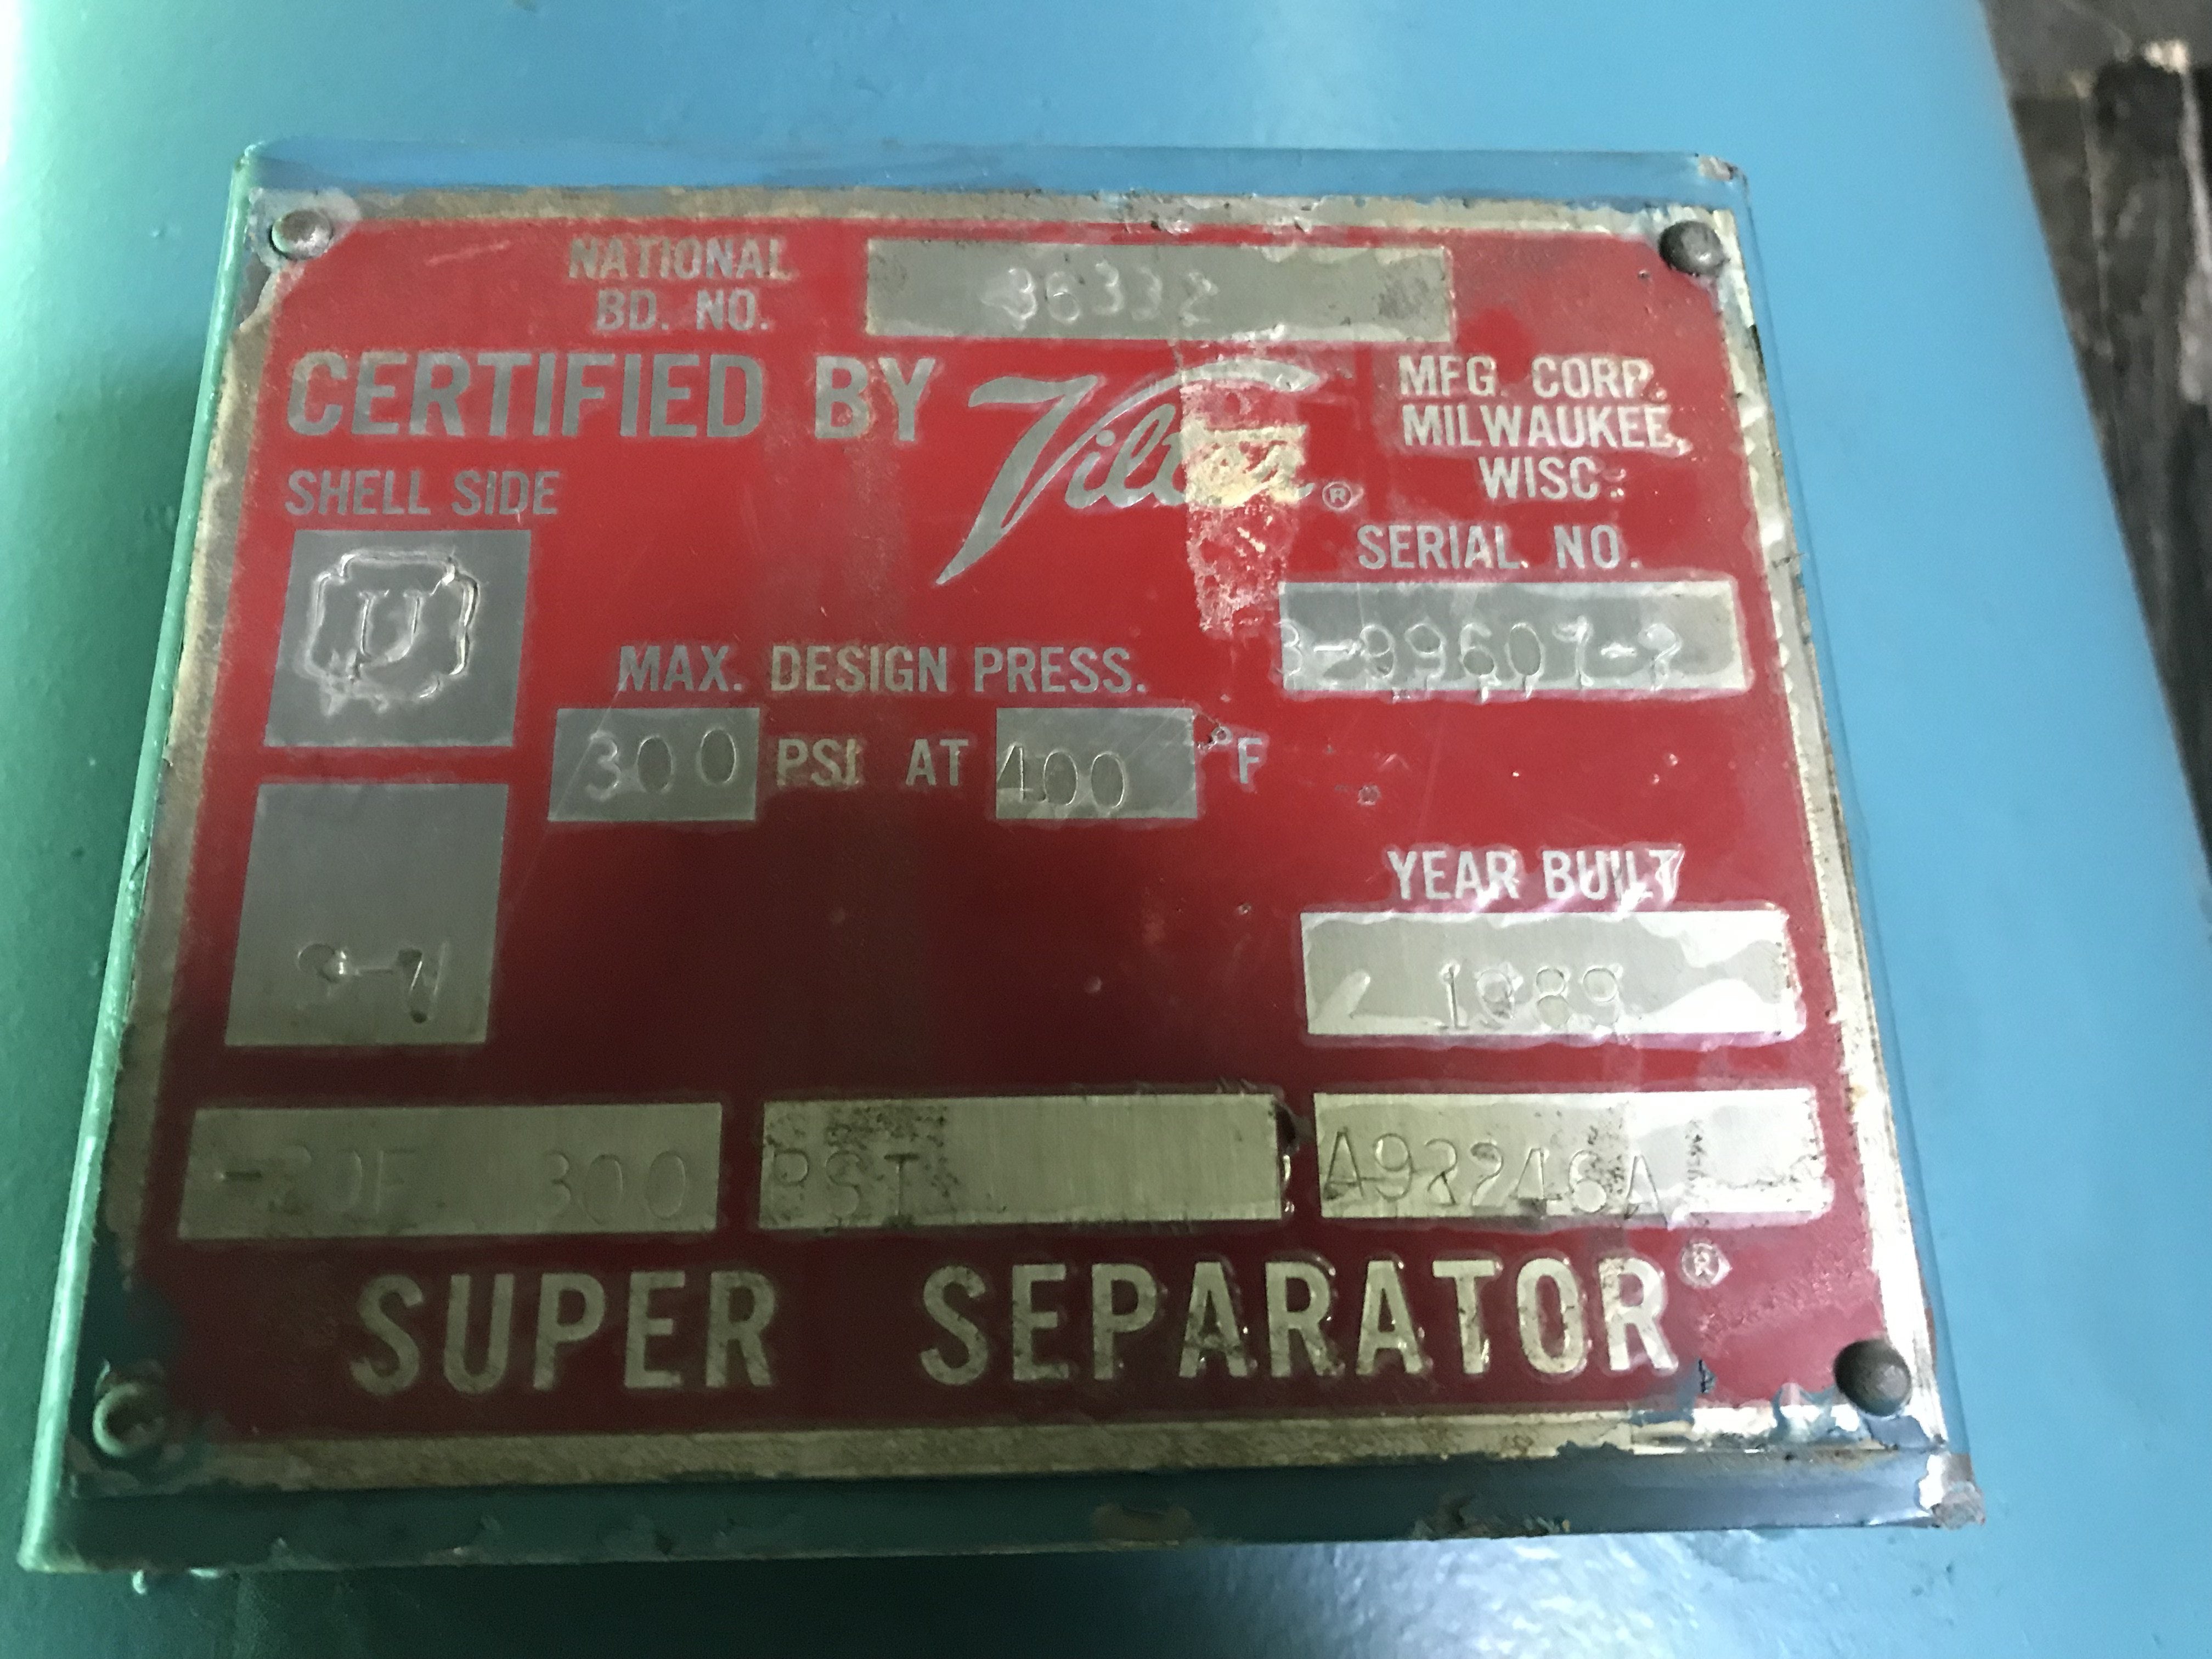 NATIONAL
BD. NO. 36332
CERTIFIED BY Vilter®
MFG. CORP.
MILWAUKEE,
WISC.
SHELL SIDE
SERIAL NO.
U
MAX. DESIGN PRESS.
300 PSI AT 400 °F
YEAR BUILT
1989
300 PSI
SUPER SEPARATOR®